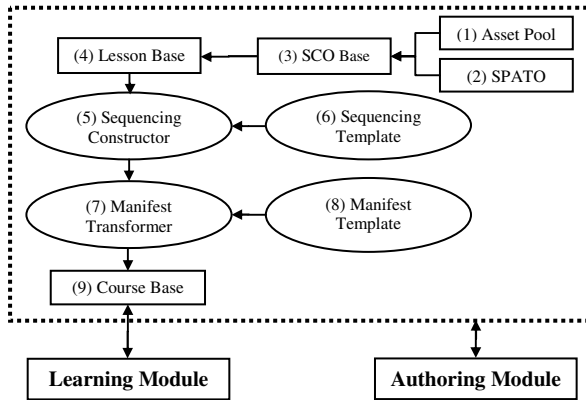 (1) Asset Pool
(4) Lesson Base
(3) SCO Base
(2) SPATO
(5) Sequencing
Constructor
(6) Sequencing
Template
(7) Manifest
Transformer
(8) Manifest
Template
(9) Course Base
Learning Module
Authoring Module